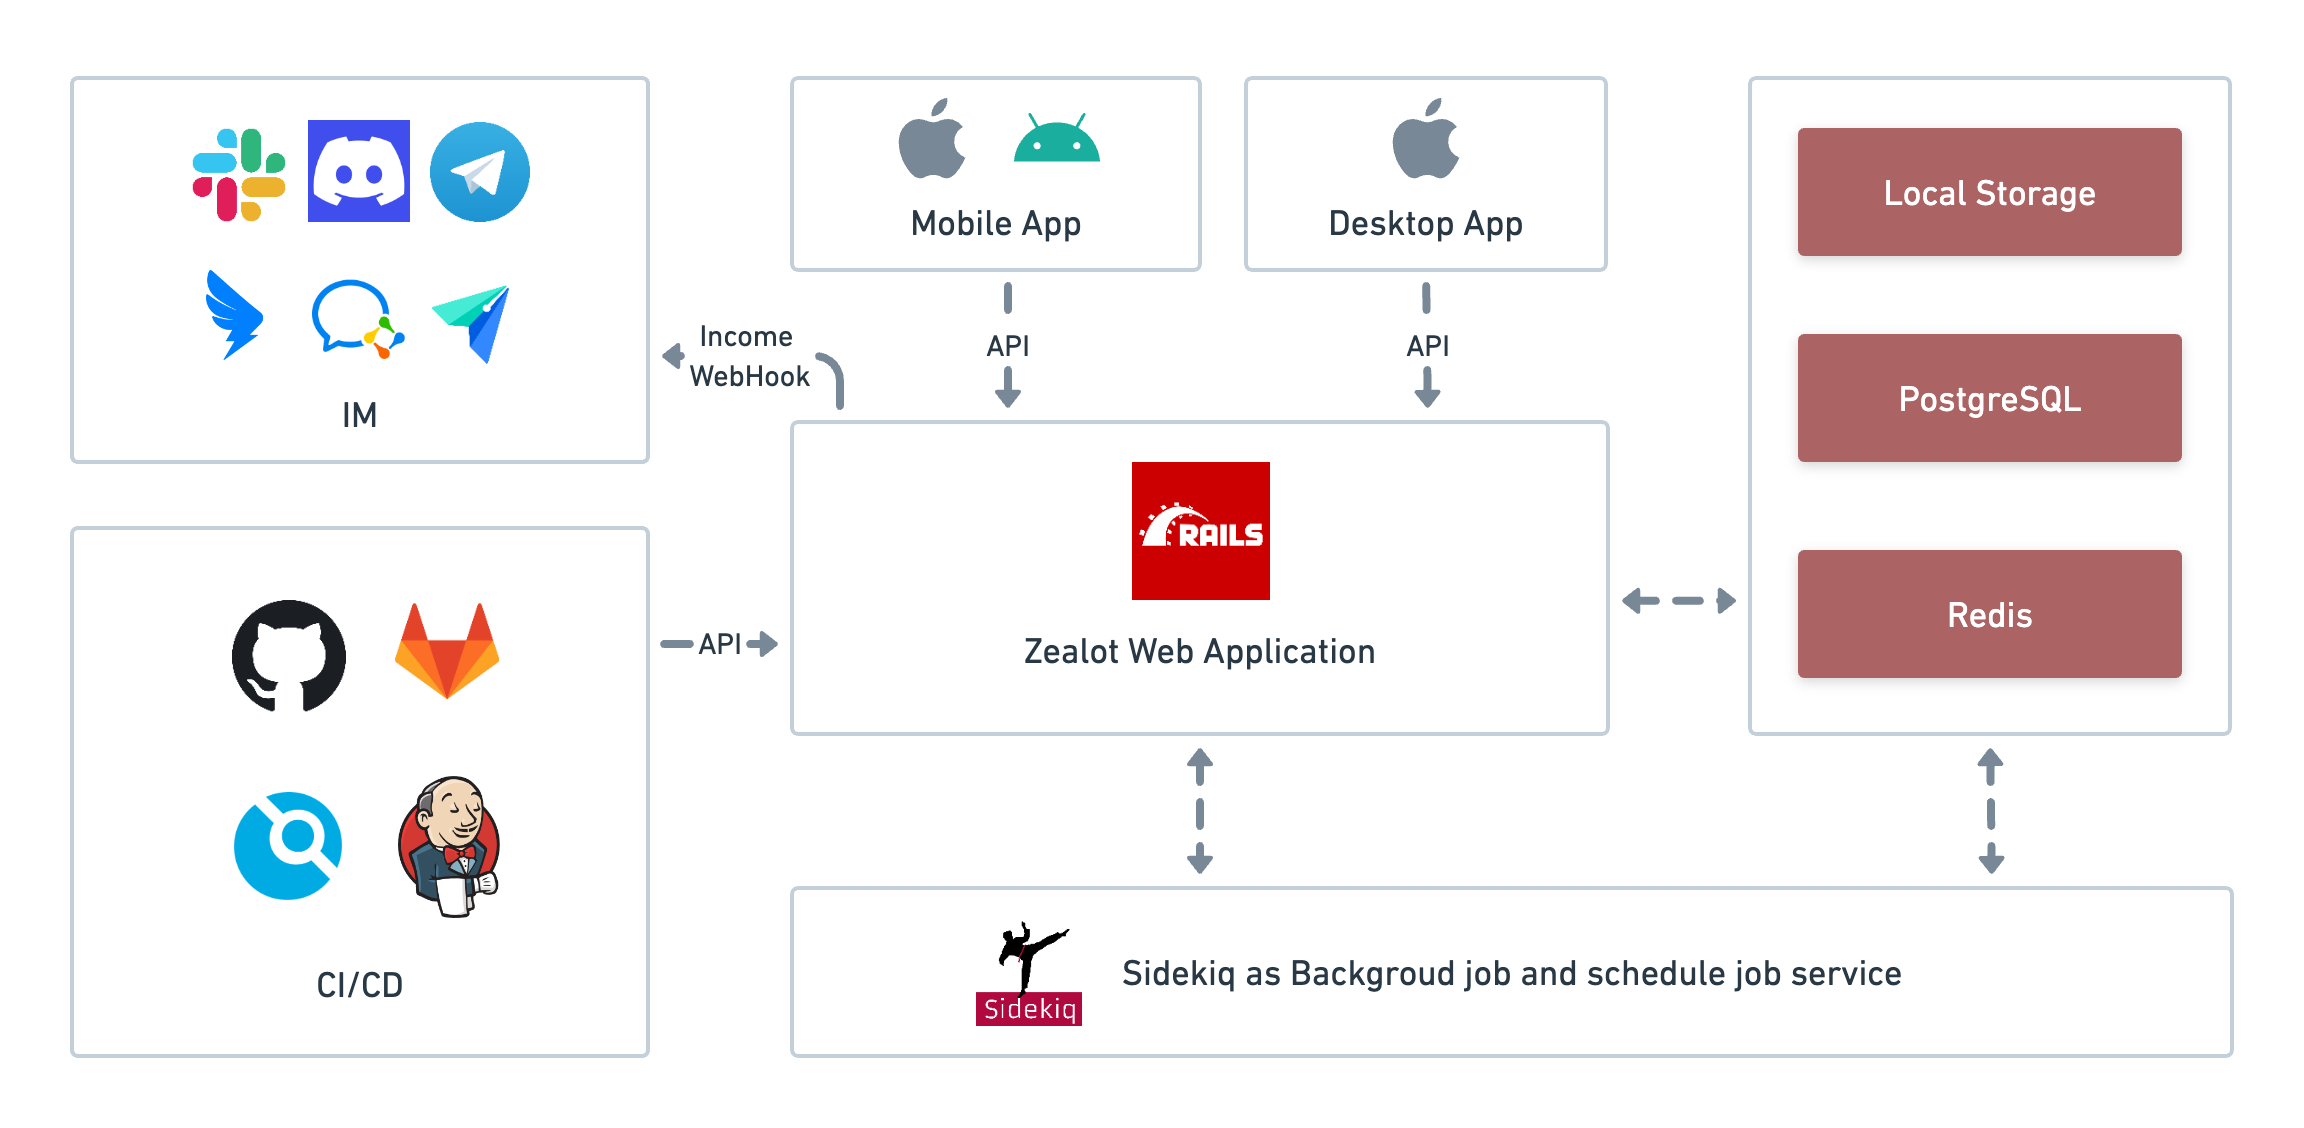 IM
Income
WebHook
Mobile App
API
Desktop App
API
Local Storage
PostgreSQL
Redis
CI/CD
API
RAILS
Zealot Web Application
Sidekiq
Sidekiq as Backgroud job and schedule job service